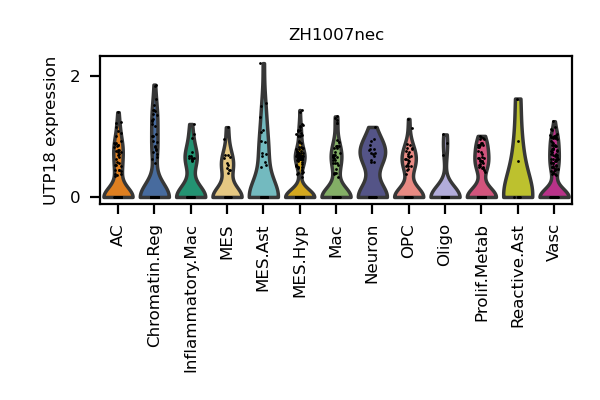 ZH1007nec
UTP18 expression
2
0
AC
Chromatin.Reg
Inflammatory.Mac
MES
MES.Ast
MES.Hyp
Mac
Neuron
OPC
Oligo
Prolif.Metab
Reactive.Ast
Vasc